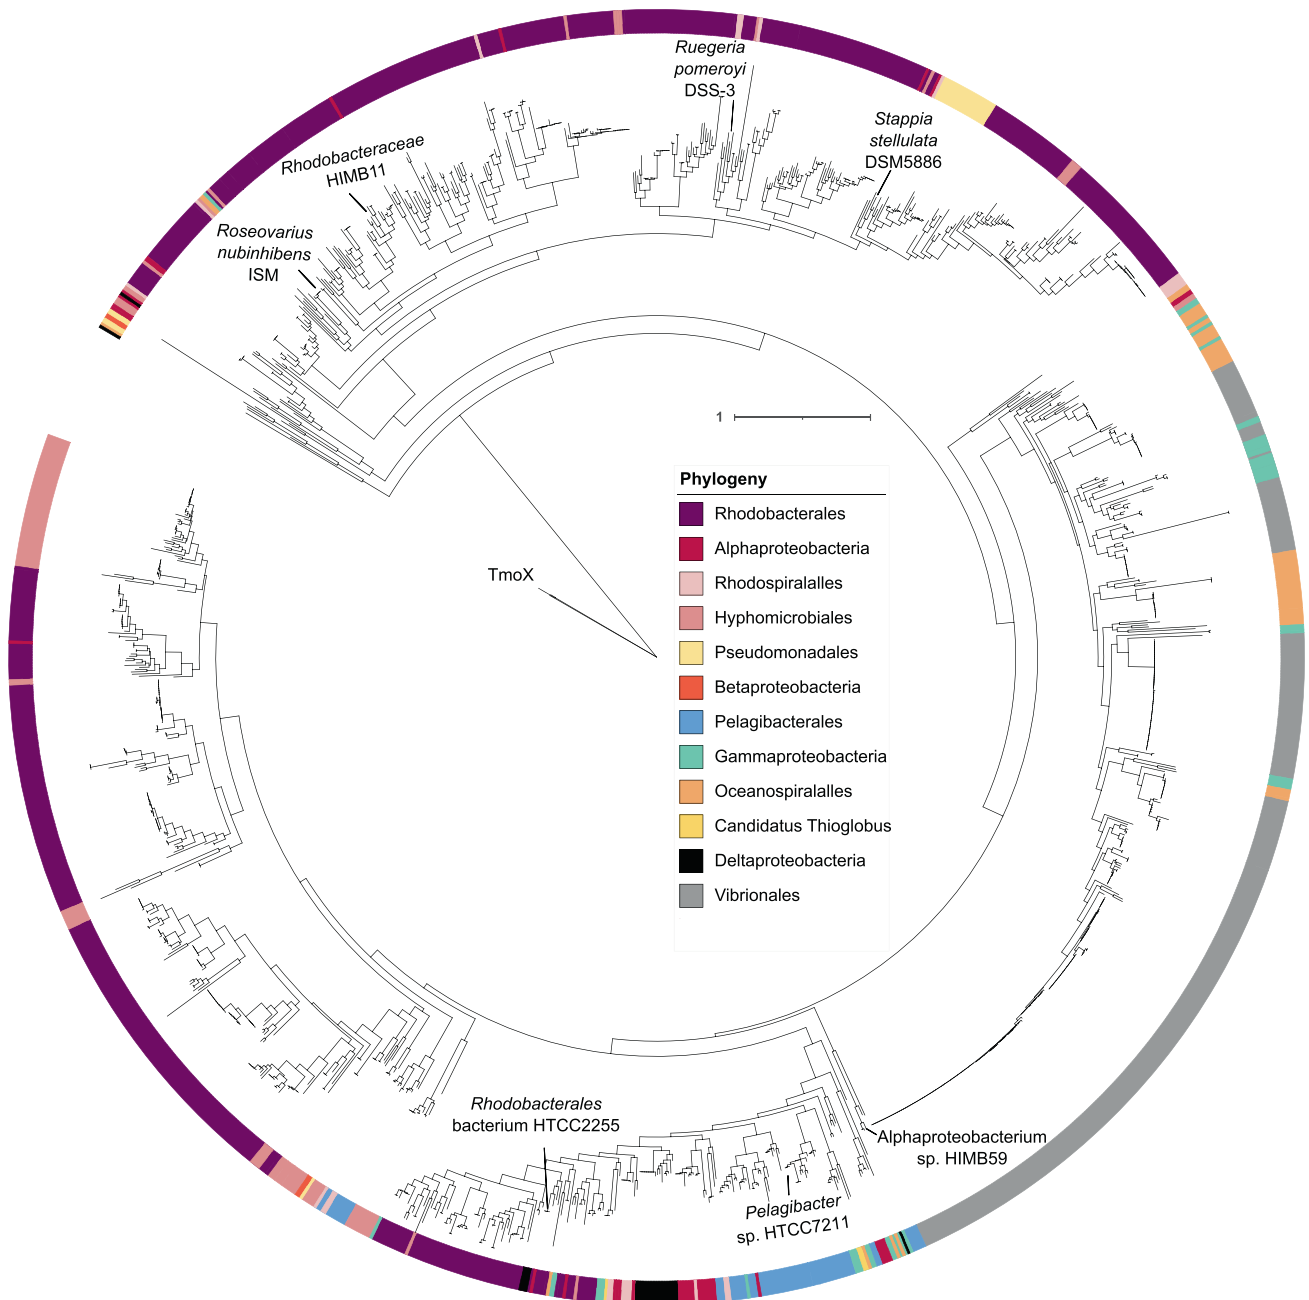 Ruegeria
pomeroyi
DSS-3
Stappia
stellulata
DSM5886
Rhodobacteraceae
HIMB11
Roseovarius
nubinhibens
ISM
1
TmoX
Phylogeny
Rhodobacterales
Alphaproteobacteria
Rhodospiralalles
Hyphomicrobiales
Pseudomonadales
Betaproteobacteria
Pelagibacterales
Gammaproteobacteria
Oceanospiralalles
Candidatus Thioglobus
Deltaproteobacteria
Vibrionales
Rhodobacterales
bacterium HTCC2255
Alphaproteobacterium
sp. HIMB59
Pelagibacter
sp. HTCC7211